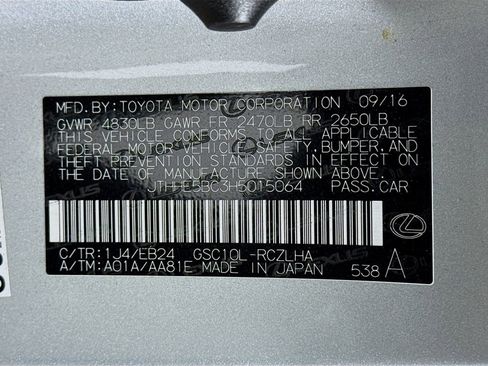 MFD.BY:TOYOTA MOTOR CORPORATION 09/16
GVWR 4830LB GAWR FR 2470LB RR 2650LB
THIS VEHICLE CONFORMS TO ALL APPLICABLE
FEDERAL MOTOR VEHICLE SAFETY,BUMPER,AND
THEFT PREVENTION STANDARDS IN EFFECT ON
THE DATE OF MANUFACTURE SHOWN ABOVE.
JTHPE5BC3H5015064 PASS.CAR
C/TR:1J4/EB24 GSC10L-RCZLHA
A/TM:A01A/AA81E MADE IN JAPAN 538 A